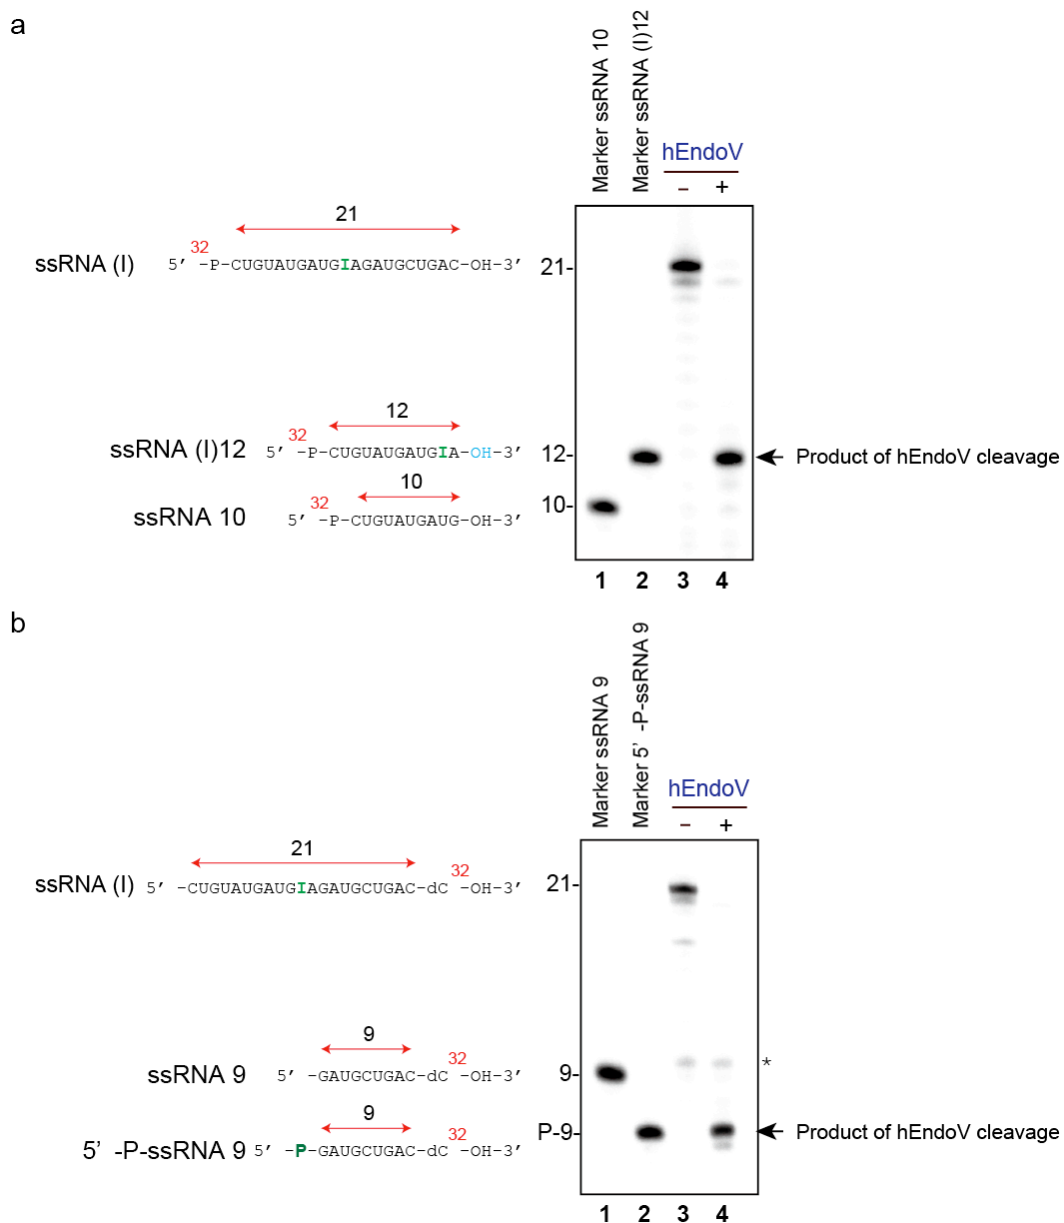 a
Marker ssRNA 10
Marker ssRNA (I)12
hEndoV
– +
21
32
ssRNA (I) 5’ -P-CUGUAUGAUGIAGAUGCUGAC-OH-3’
21-
12
32
ssRNA (I)12 5’ -P-CUGUAUGAUGIA-OH-3’
12-
Product of hEndoV cleavage
10
32
ssRNA 10 5’ -P-CUGUAUGAUG-OH-3’
10-
1 2 3 4
b
Marker ssRNA 9
Marker 5’ -P-ssRNA 9
hEndoV
– +
21
32
ssRNA (I) 5’ -CUGUAUGAUGIAGAUGCUGAC-dC -OH-3’
21-
9
32
ssRNA 9 5’ -GAUGCUGAC-dC -OH-3’
9-
*
9
32
5’ -P-ssRNA 9 5’ -P-GAUGCUGAC-dC -OH-3’
P-9-
Product of hEndoV cleavage
1 2 3 4